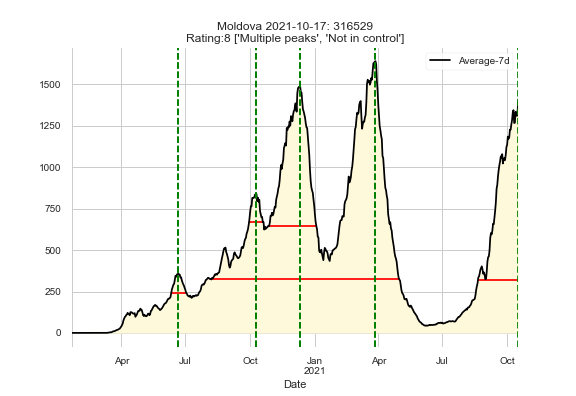 Moldova 2021-10-17: 316529
Rating:8 ['Multiple peaks', 'Not in control']
Average-7d
1500
1250
1000
750
500
250
0
Apr Jul Oct Jan Apr Jul Oct
2021
Date